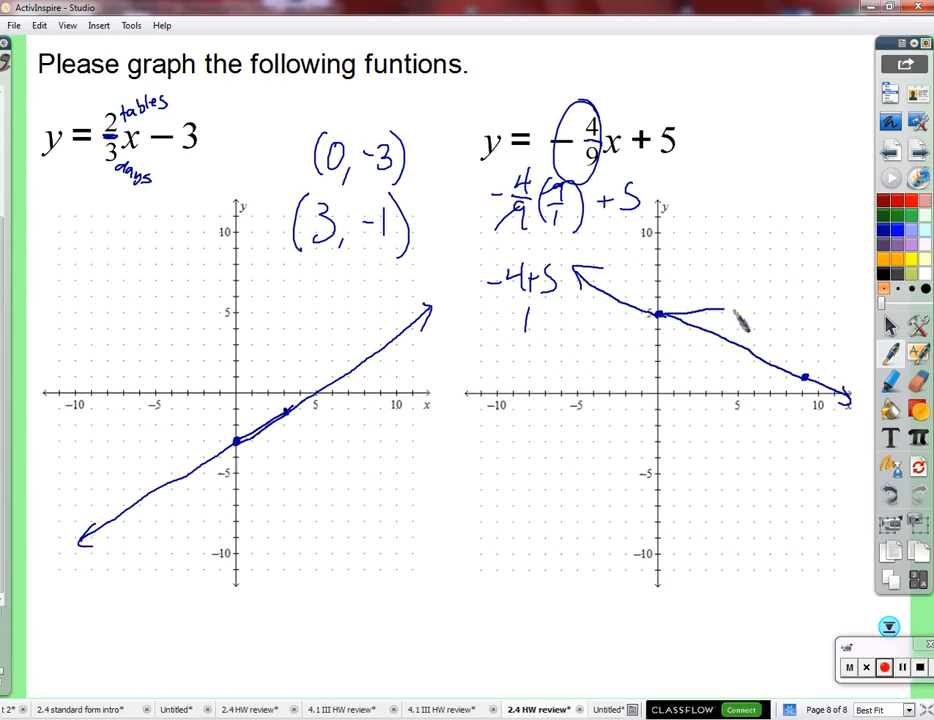 ActivInspire - Studio
File Edit View Insert Tools Help
Please graph the following funtions.
y = 2/3 x − 3
tables
days
(0, -3)
(3, -1)
y = − 4/9 x + 5
- 4/9 (9/1) + 5
-4+5
1
y
10
5
-10
-5
5
10
x
-5
-10
y
10
5
-10
-5
5
10
x
-5
-10
T π
M
t 2* 2.4 standard form intro* Untitled* 2.4 HW review* 4.1 III HW review* 4.1 III HW review* 2.4 HW review* Untitled* CLASSFLOW Connect Page 8 of 8 Best Fit